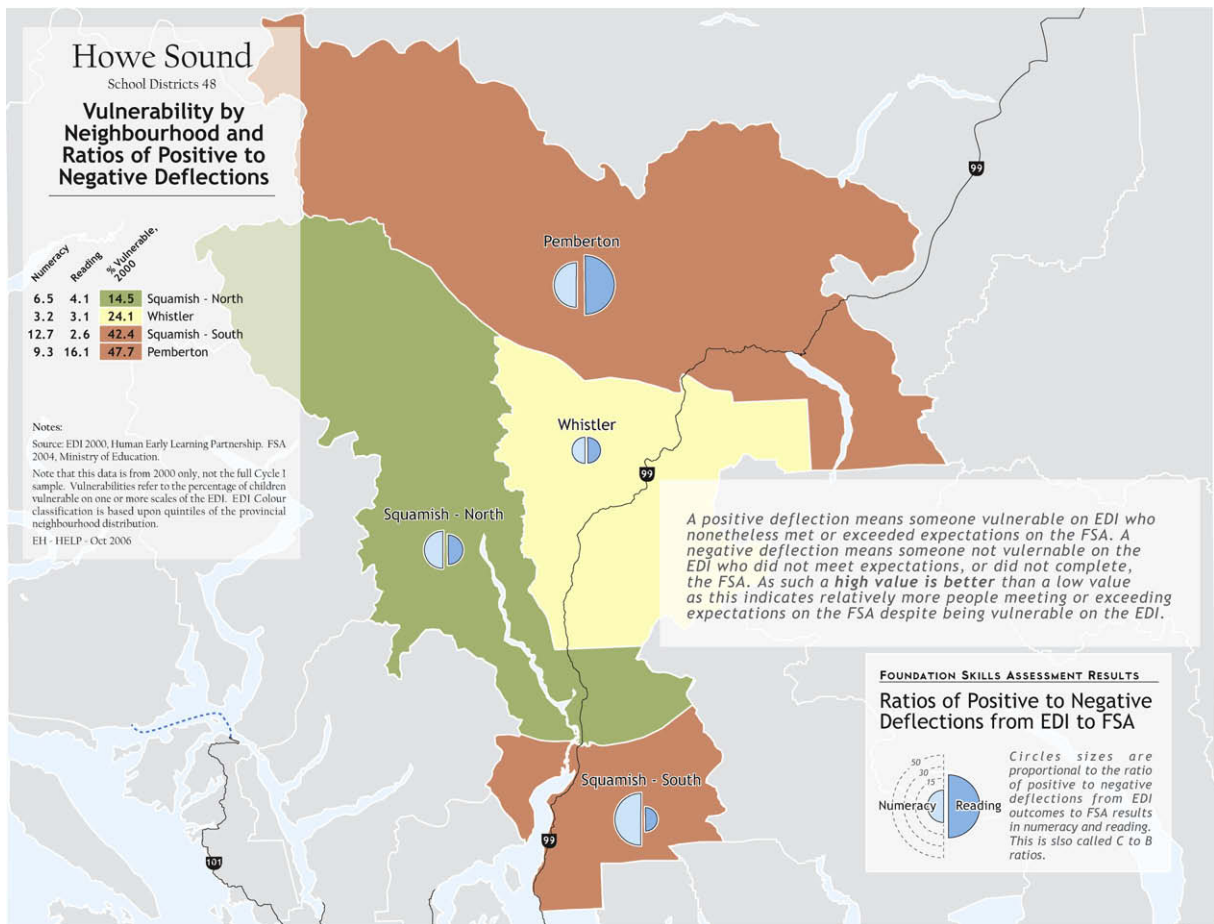 Howe Sound
School Districts 48
Vulnerability by
Neighbourhood and
Ratios of Positive to
Negative Deflections
Numeracy
Reading
% Vulnerable,
2000
6.5 4.1 14.5 Squamish - North
3.2 3.1 24.1 Whistler
12.7 2.6 42.4 Squamish - South
9.3 16.1 47.7 Pemberton
Notes:
Source: EDI 2000, Human Early Learning Partnership. FSA
2004, Ministry of Education.
Note that this data is from 2000 only, not the full Cycle I
sample. Vulnerabilities refer to the percentage of children
vulnerable on one or more scales of the EDI. EDI Colour
classification is based upon quintiles of the provincial
neighbourhood distribution.
EH - HELP - Oct 2006
99
Pemberton
Whistler
99
Squamish - North
Squamish - South
99
101
A positive deflection means someone vulnerable on EDI who
nonetheless met or exceeded expectations on the FSA. A
negative deflection means someone not vulernable on the
EDI who did not meet expectations, or did not complete,
the FSA. As such a high value is better than a low value
as this indicates relatively more people meeting or exceeding
expectations on the FSA despite being vulnerable on the EDI.
FOUNDATION SKILLS ASSESSMENT RESULTS
Ratios of Positive to Negative
Deflections from EDI to FSA
50
30
15
Numeracy Reading
Circles sizes are
proportional to the ratio
of positive to negative
deflections from EDI
outcomes to FSA results
in numeracy and reading.
This is slso called C to B
ratios.